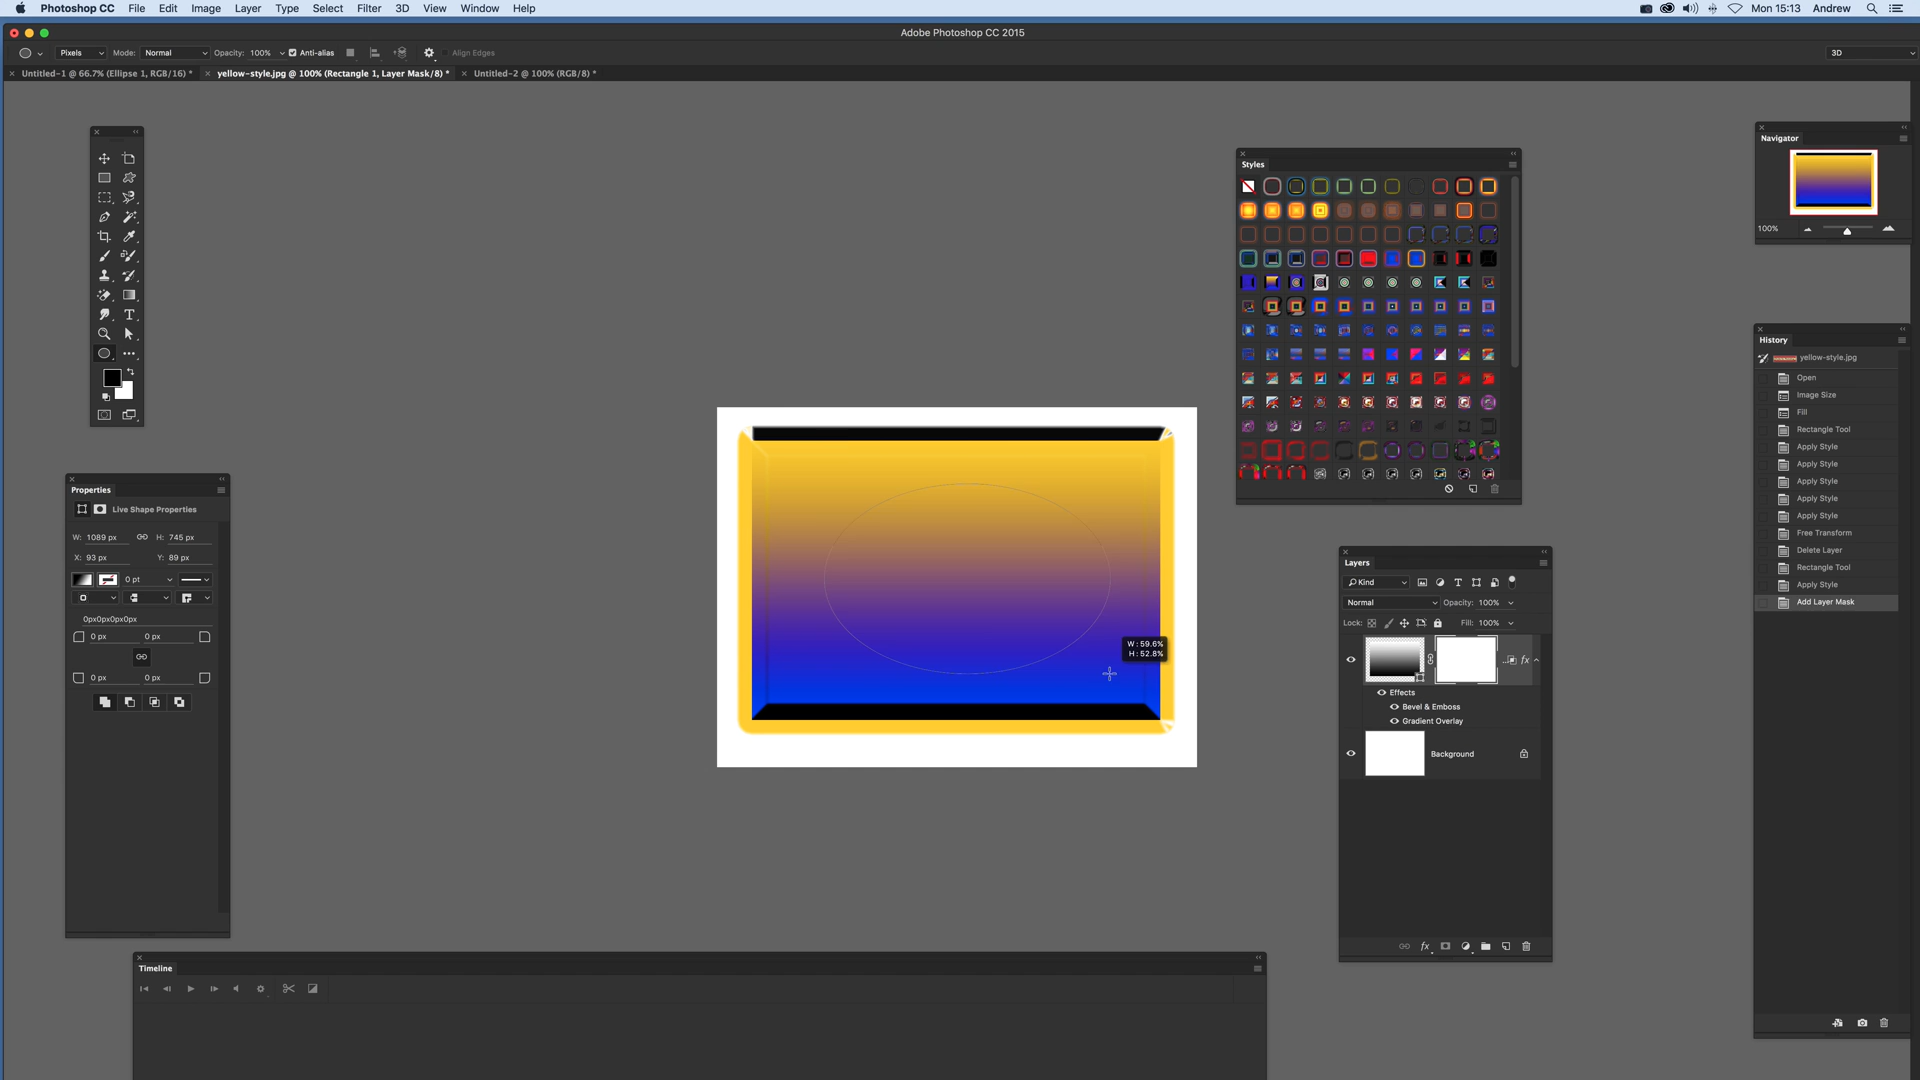 Photoshop CC File Edit Image Layer Type Select Filter 3D View Window Help Mon 15:13 Andrew
Adobe Photoshop CC 2015
Pixels Mode: Normal Opacity: 100% Anti-alias Align Edges 3D
Untitled-1 @ 66.7% (Ellipse 1, RGB/16) * yellow-style.jpg @ 100% (Rectangle 1, Layer Mask/8) * Untitled-2 @ 100% (RGB/8) *
Navigator
100%
Styles
History
yellow-style.jpg
Open
Image Size
Fill
Rectangle Tool
Apply Style
Apply Style
Apply Style
Apply Style
Apply Style
Free Transform
Delete Layer
Rectangle Tool
Apply Style
Add Layer Mask
Properties
Live Shape Properties
W: 1089 px H: 745 px
X: 93 px Y: 89 px
0 pt
0px0px0px0px
0 px 0 px
0 px 0 px
W: 59.6%
H: 52.8%
Layers
Kind
Normal Opacity: 100%
Lock: Fill: 100%
fx
Effects
Bevel & Emboss
Gradient Overlay
Background
fx
Timeline